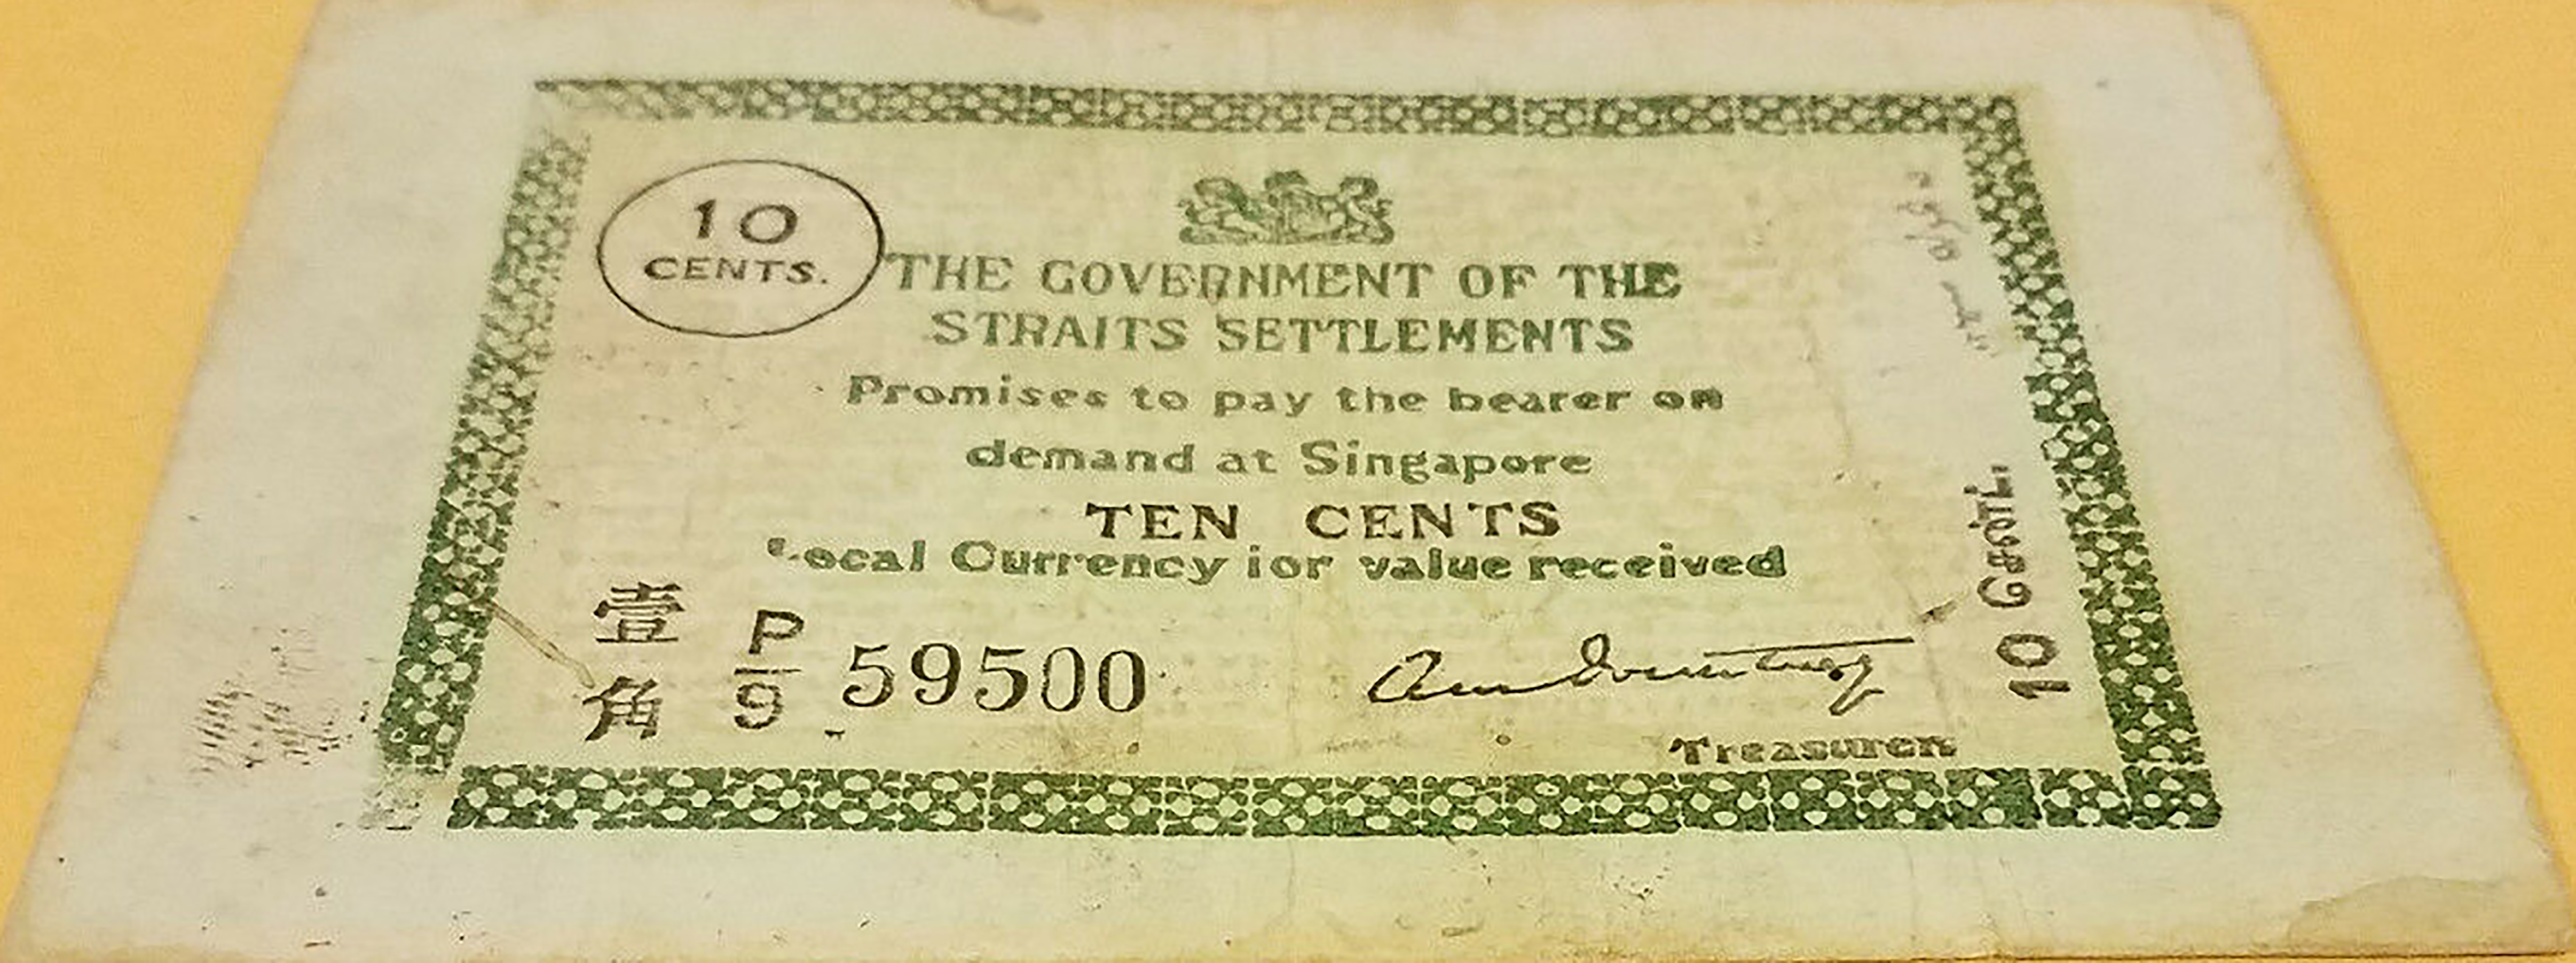 10
CENTS.
THE GOVERNMENT OF THE
STRAITS SETTLEMENTS
Promises to pay the bearer on
demand at Singapore
TEN CENTS
Local Currency for value received
壹
角
P
9
59500
Treasurer
10